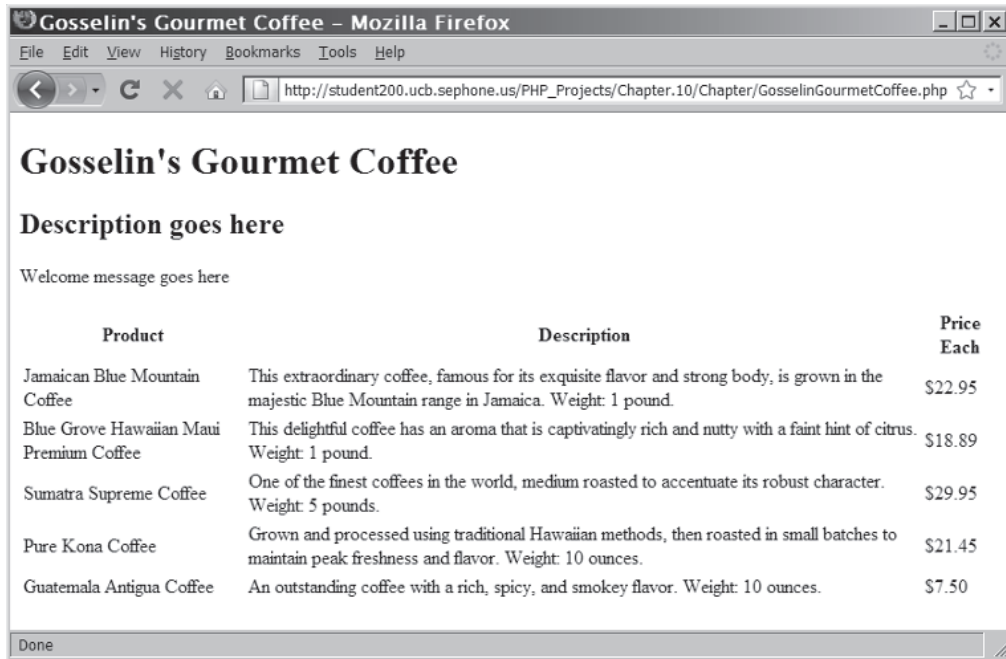 Gosselin's Gourmet Coffee – Mozilla Firefox
File Edit View History Bookmarks Tools Help
http://student200.ucb.sephone.us/PHP_Projects/Chapter.10/Chapter/GosselinGourmetCoffee.php
Gosselin's Gourmet Coffee
Description goes here
Welcome message goes here
Product Description Price
Each
Jamaican Blue Mountain
Coffee
This extraordinary coffee, famous for its exquisite flavor and strong body, is grown in the
majestic Blue Mountain range in Jamaica. Weight: 1 pound.
$22.95
Blue Grove Hawaiian Maui
Premium Coffee
This delightful coffee has an aroma that is captivatingly rich and nutty with a faint hint of citrus.
Weight: 1 pound.
$18.89
Sumatra Supreme Coffee
One of the finest coffees in the world, medium roasted to accentuate its robust character.
Weight: 5 pounds.
$29.95
Pure Kona Coffee
Grown and processed using traditional Hawaiian methods, then roasted in small batches to
maintain peak freshness and flavor. Weight: 10 ounces.
$21.45
Guatemala Antigua Coffee
An outstanding coffee with a rich, spicy, and smokey flavor. Weight: 10 ounces.
$7.50
Done